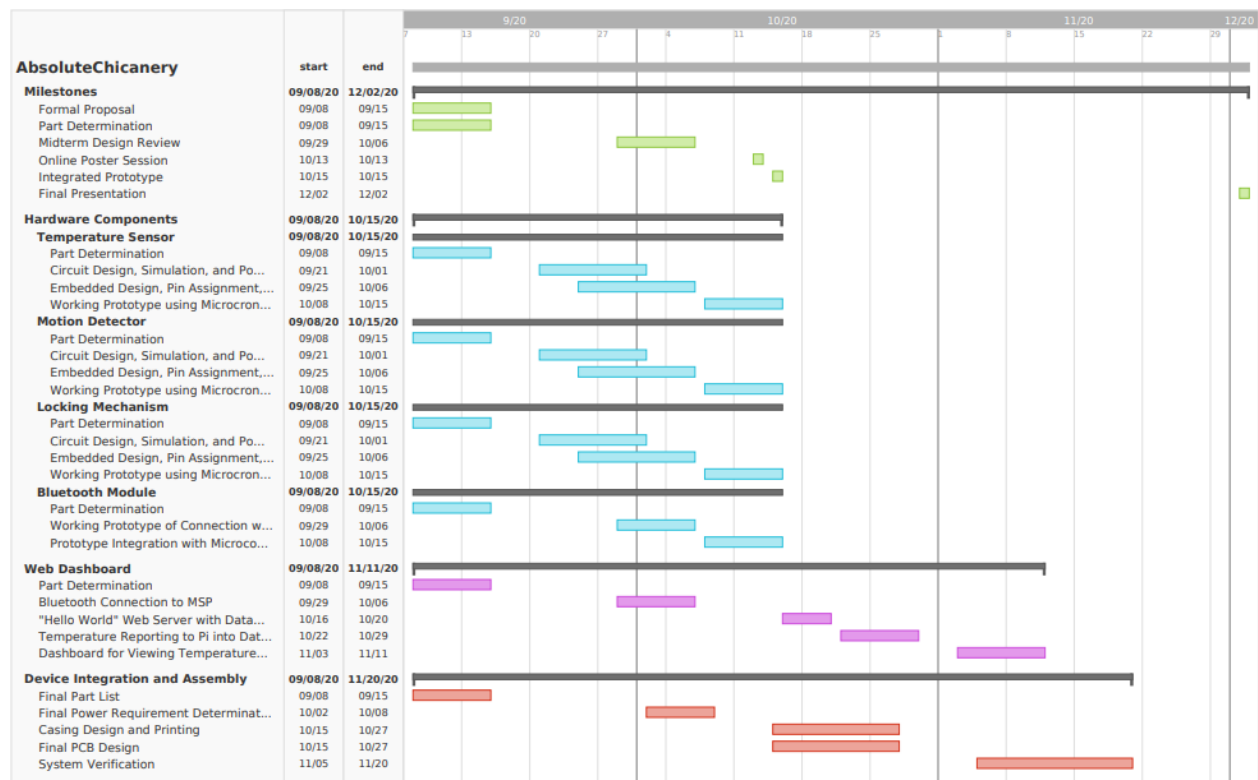 9/20 10/20 11/20 12/20
7 13 20 27 4 11 18 25 1 8 15 22 29
AbsoluteChicanery start end
Milestones 09/08/20 12/02/20
Formal Proposal 09/08 09/15
Part Determination 09/08 09/15
Midterm Design Review 09/29 10/06
Online Poster Session 10/13 10/13
Integrated Prototype 10/15 10/15
Final Presentation 12/02 12/02
Hardware Components 09/08/20 10/15/20
Temperature Sensor 09/08/20 10/15/20
Part Determination 09/08 09/15
Circuit Design, Simulation, and Po... 09/21 10/01
Embedded Design, Pin Assignment,... 09/25 10/06
Working Prototype using Microcron... 10/08 10/15
Motion Detector 09/08/20 10/15/20
Part Determination 09/08 09/15
Circuit Design, Simulation, and Po... 09/21 10/01
Embedded Design, Pin Assignment,... 09/25 10/06
Working Prototype using Microcron... 10/08 10/15
Locking Mechanism 09/08/20 10/15/20
Part Determination 09/08 09/15
Circuit Design, Simulation, and Po... 09/21 10/01
Embedded Design, Pin Assignment,... 09/25 10/06
Working Prototype using Microcron... 10/08 10/15
Bluetooth Module 09/08/20 10/15/20
Part Determination 09/08 09/15
Working Prototype of Connection w... 09/29 10/06
Prototype Integration with Microco... 10/08 10/15
Web Dashboard 09/08/20 11/11/20
Part Determination 09/08 09/15
Bluetooth Connection to MSP 09/29 10/06
"Hello World" Web Server with Data... 10/16 10/20
Temperature Reporting to Pi into Dat... 10/22 10/29
Dashboard for Viewing Temperature... 11/03 11/11
Device Integration and Assembly 09/08/20 11/20/20
Final Part List 09/08 09/15
Final Power Requirement Determinat... 10/02 10/08
Casing Design and Printing 10/15 10/27
Final PCB Design 10/15 10/27
System Verification 11/05 11/20